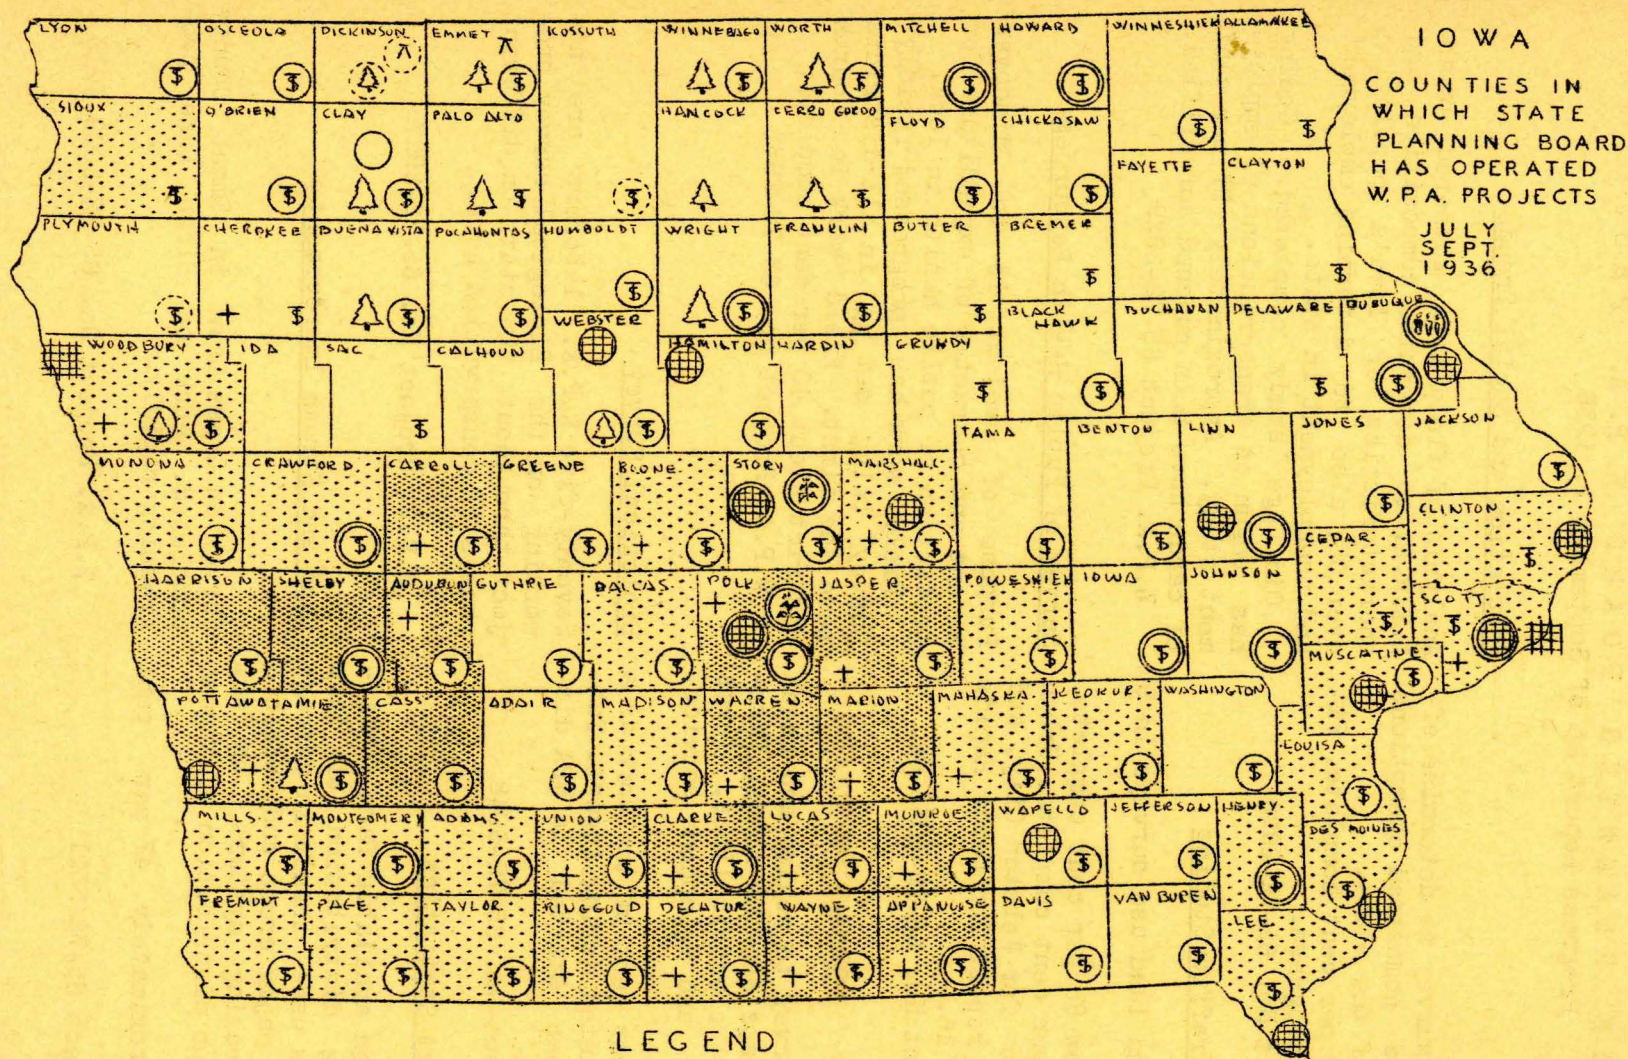 IOWA
COUNTIES IN
WHICH STATE
PLANNING BOARD
HAS OPERATED
W.P.A. PROJECTS
JULY
SEPT.
1936
LYON OSCEOLA DICKINSON EMMET KOSSUTH WINNEBAGO WORTH MITCHELL HOWARD WINNESHIEK ALLAMAKEE
SIOUX O'BRIEN CLAY PALO ALTO HANCOCK CERRO GORDO FLOYD CHICKASAW
FAYETTE CLAYTON
PLYMOUTH CHEROKEE BUENA VISTA POCAHONTAS HUMBOLDT WRIGHT FRANKLIN BUTLER BREMER
WEBSTER BLACK HAWK BUCHANAN DELAWARE DUBUQUE
WOODBURY IDA SAC CALHOUN HAMILTON HARDIN GRUNDY
TAMA BENTON LINN JONES JACKSON
MONONA CRAWFORD CARROLL GREENE BOONE STORY MARSHALL
CLINTON
CEDAR
HARRISON SHELBY AUDUBON GUTHRIE DALLAS POLK JASPER POWESHIEK IOWA JOHNSON
SCOTT
MUSCATINE
POTTAWATAMIE CASS ADAIR MADISON WARREN MARION MAHASKA KEOKUK WASHINGTON
LOUISA
MILLS MONTGOMERY ADAMS UNION CLARKE LUCAS MONROE WAPELLO JEFFERSON HENRY
DES MOINES
FREMONT PAGE TAYLOR RINGGOLD DECATUR WAYNE APPANOOSE DAVIS VAN BUREN
LEE
LEGEND